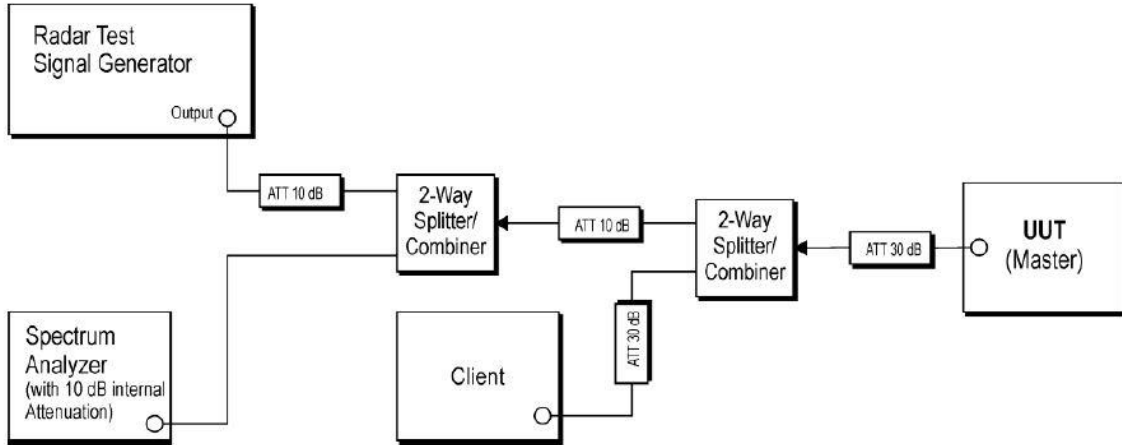 Radar Test
Signal Generator
Output
ATT 10 dB
2-Way
Splitter/
Combiner
ATT 10 dB
2-Way
Splitter/
Combiner
ATT 30 dB
UUT
(Master)
Spectrum
Analyzer
(with 10 dB internal
Attenuation)
Client
ATT 30 dB